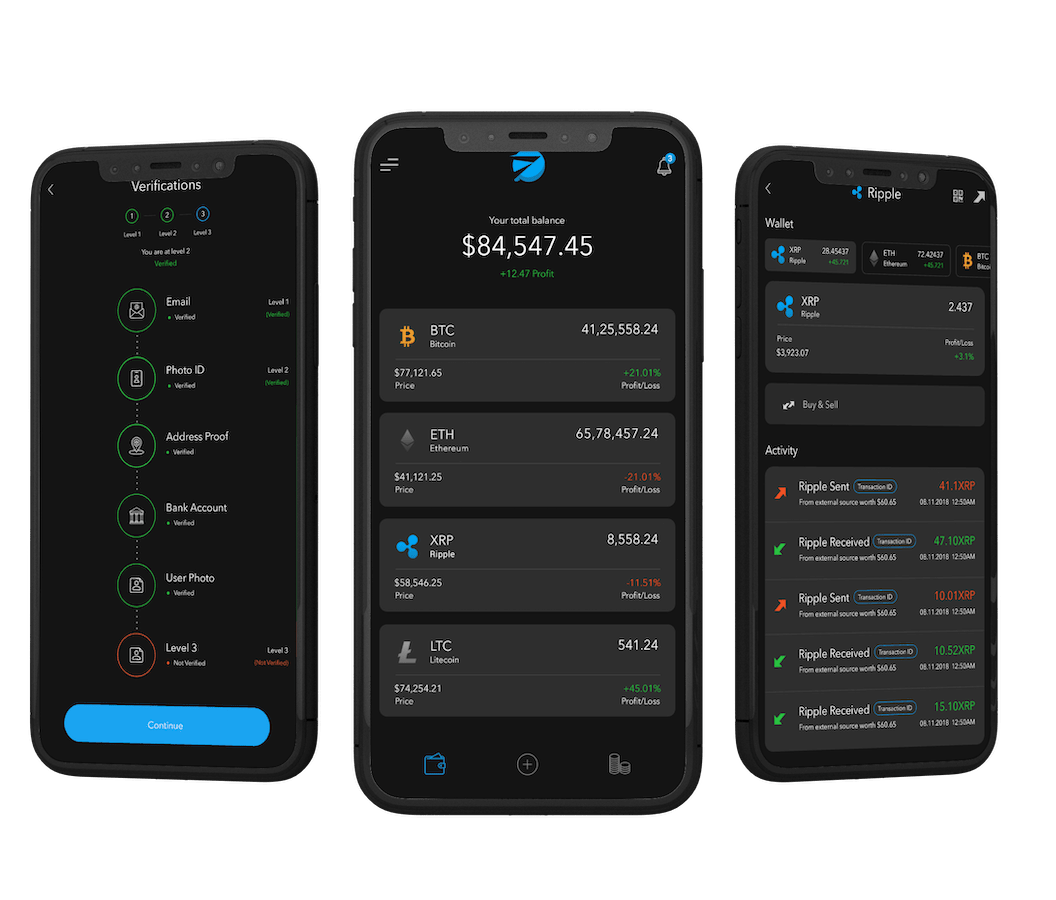 Verifications
1 2 3
Level 1 Level 2 Level 3
You are at level 2
Verified
Email Level 1
Verified (Verified)
Photo ID Level 2
Verified (Verified)
Address Proof
Verified
Bank Account
Verified
User Photo
Verified
Level 3 Level 3
Not Verified (Not Verified)
Continue
3
Your total balance
$84,547.45
+12.47 Profit
BTC 41,25,558.24
Bitcoin
$77,121.65 +21.01%
Price Profit/Loss
ETH 65,78,457.24
Ethereum
$41,121.25 -21.01%
Price Profit/Loss
XRP 8,558.24
Ripple
$58,546.25 -11.51%
Price Profit/Loss
LTC 541.24
Litecoin
$74,254.21 +45.01%
Price Profit/Loss
Ripple
Wallet
XRP 28.45437 ETH 72.42437 BTC
Ripple +45.721 Ethereum +45.721 Bitcoi
XRP 2.437
Ripple
Price Profit/Loss
$3,923.07 +3.1%
Buy & Sell
Activity
Ripple Sent Transaction ID 41.1XRP
From external source worth $60.65 08.11.2018 12:50AM
Ripple Received Transaction ID 47.10XRP
From external source worth $60.65 08.11.2018 12:50AM
Ripple Sent Transaction ID 10.01XRP
From external source worth $60.65 08.11.2018 12:50AM
Ripple Received Transaction ID 10.52XRP
From external source worth $60.65 08.11.2018 12:50AM
Ripple Received Transaction ID 15.10XRP
From external source worth $60.65 08.11.2018 12:50AM